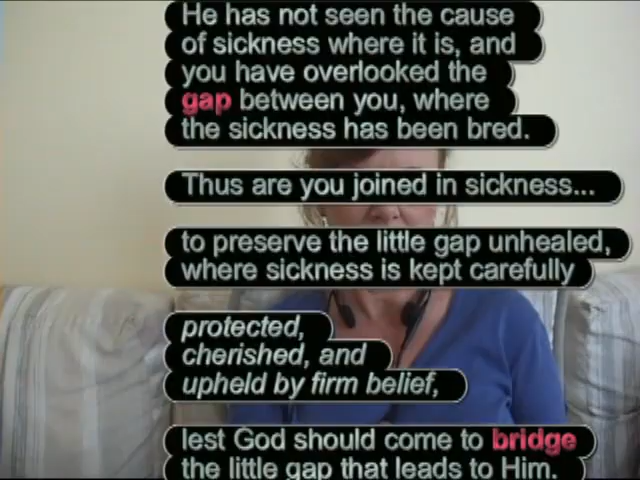 He has not seen the cause
of sickness where it is, and
you have overlooked the
gap between you, where
the sickness has been bred.
Thus are you joined in sickness...
to preserve the little gap unhealed,
where sickness is kept carefully
protected,
cherished, and
upheld by firm belief,
lest God should come to bridge
the little gap that leads to Him.